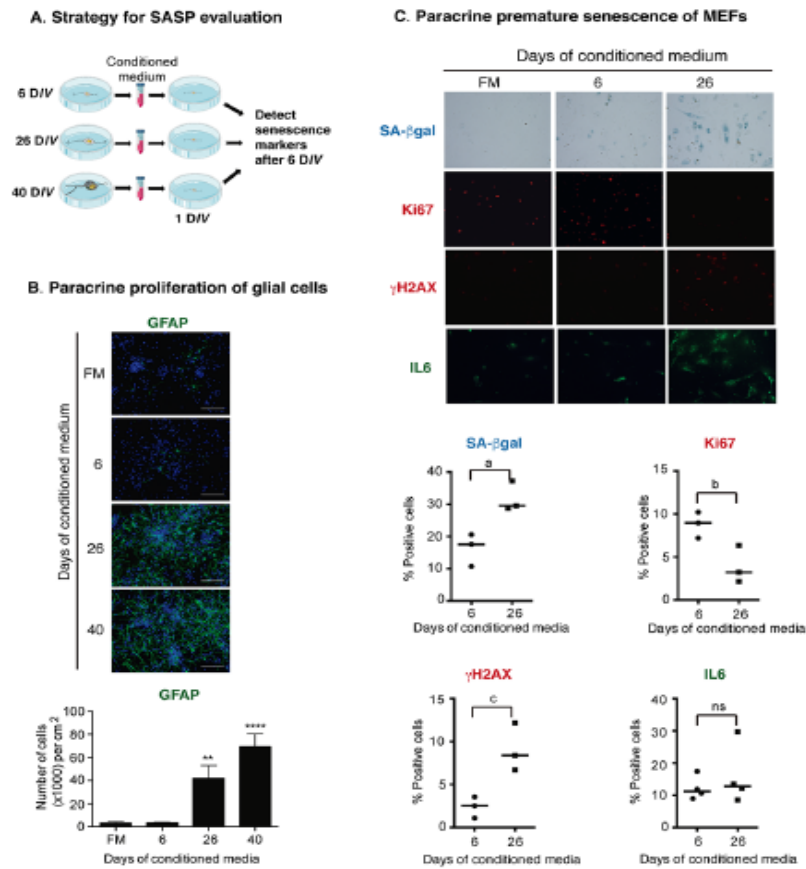 A. Strategy for SASP evaluation
Conditioned
medium
6 DIV
26 DIV
40 DIV
1 DIV
Detect
senescence
markers
after 6 DIV
B. Paracrine proliferation of glial cells
GFAP
Days of conditioned medium
FM
6
26
40
GFAP
Number of cells
(x1000) per cm2
100
80
60
40
20
0
**
****
FM 6 26 40
Days of conditioned media
C. Paracrine premature senescence of MEFs
Days of conditioned medium
FM 6 26
SA-βgal
Ki67
γH2AX
IL6
SA-βgal
% Positive cells
40
30
20
10
0
a
6 26
Days of conditioned media
Ki67
% Positive cells
15
10
5
0
b
6 26
Days of conditioned media
γH2AX
% Positive cells
15
10
5
0
c
6 26
Days of conditioned media
IL6
% Positive cells
40
30
20
10
0
ns
6 26
Days of conditioned media